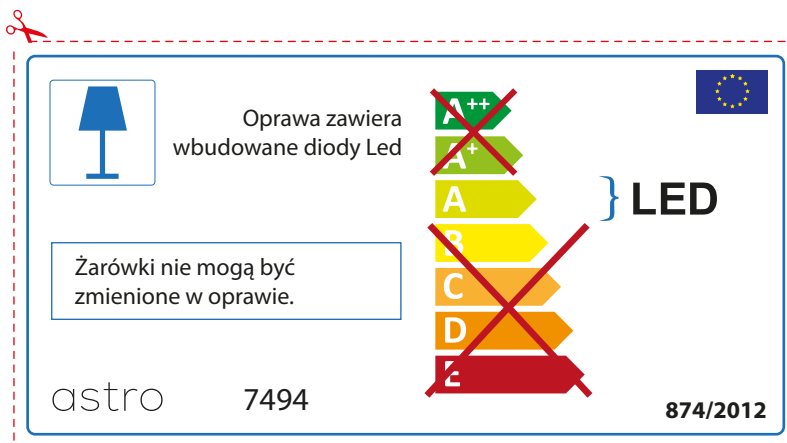 Oprawa zawiera
wbudowane diody Led
A++
A+
A
B
C
D
E
LED
Żarówki nie mogą być
zmienione w oprawie.
astro
7494
874/2012